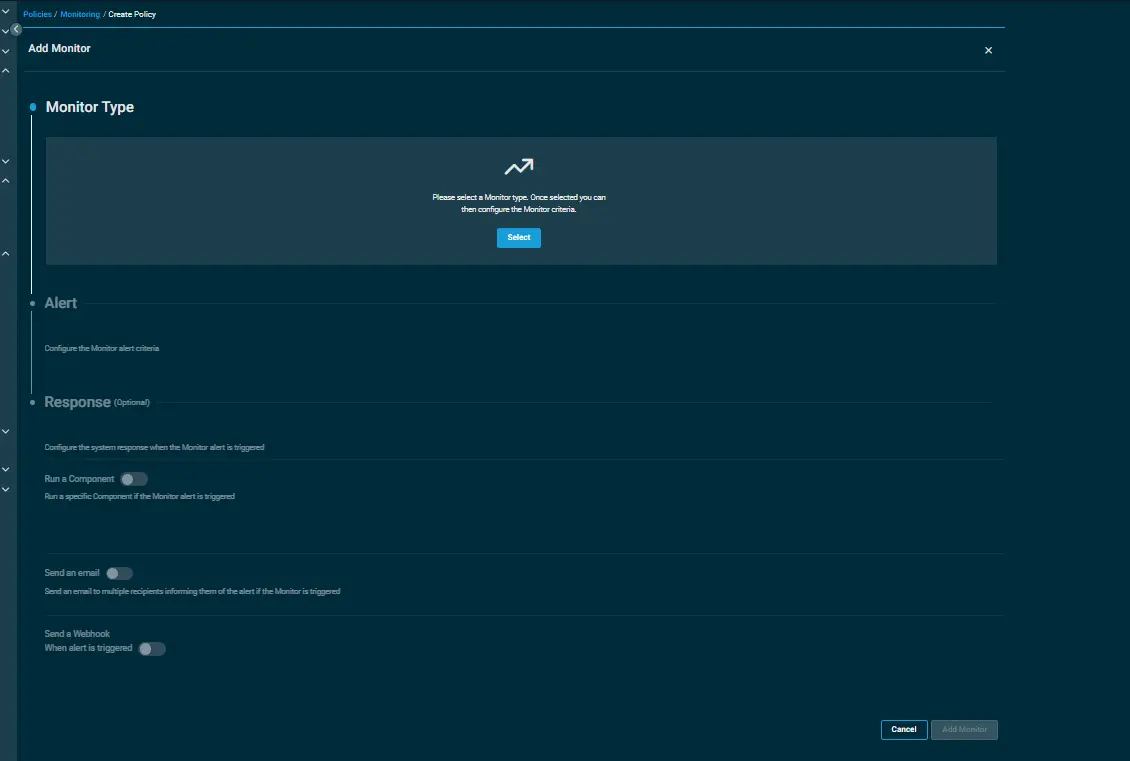 Policies / Monitoring / Create Policy
Add Monitor
Monitor Type
Please select a Monitor type. Once selected you can
then configure the Monitor criteria.
Select
Alert
Configure the Monitor alert criteria
Response (Optional)
Configure the system response when the Monitor alert is triggered
Run a Component
Run a specific Component if the Monitor alert is triggered
Send an email
Send an email to multiple recipients informing them of the alert if the Monitor is triggered
Send a Webhook
When alert is triggered
Cancel
Add Monitor